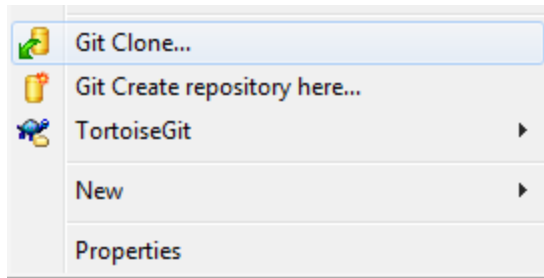 Git Clone...
Git Create repository here...
TortoiseGit
New
Properties